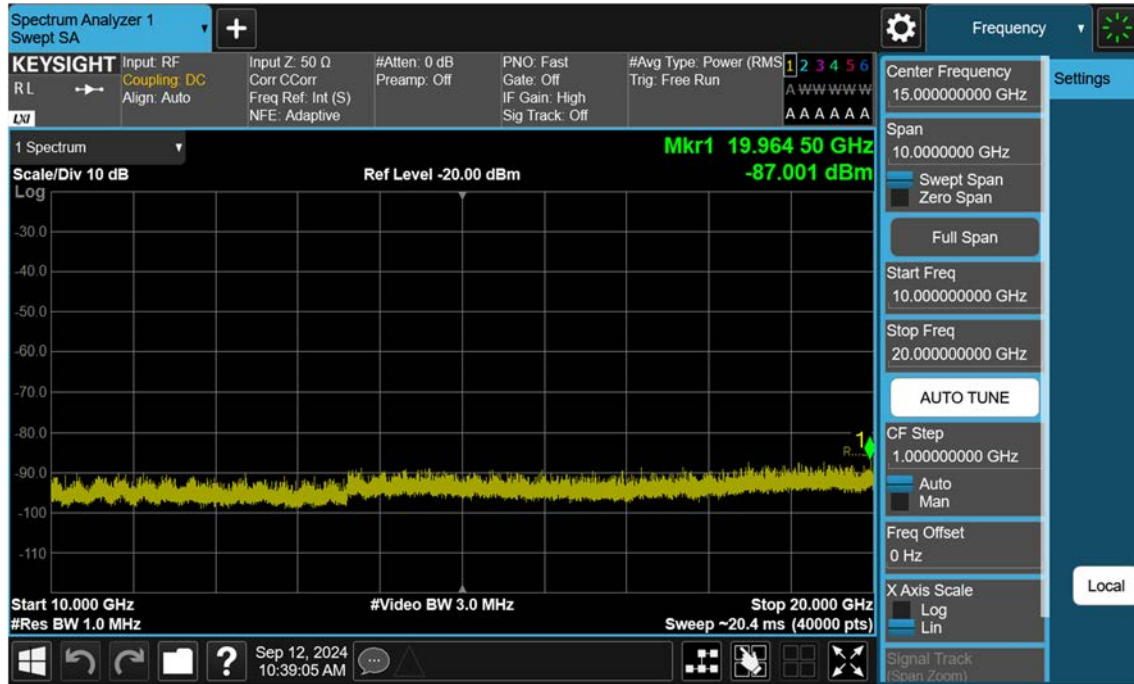 Spectrum Analyzer 1
Swept SA
Frequency
KEYSIGHT
R L
LXI
Input: RF
Coupling: DC
Align: Auto
Input Z: 50 Ω
Corr CCorr
Freq Ref: Int (S)
NFE: Adaptive
#Atten: 0 dB
Preamp: Off
PNO: Fast
Gate: Off
IF Gain: High
Sig Track: Off
#Avg Type: Power (RMS
Trig: Free Run
1 2 3 4 5 6
A W W W W W
A A A A A A
1 Spectrum
Scale/Div 10 dB
Ref Level -20.00 dBm
Mkr1 19.964 50 GHz
-87.001 dBm
Log
-30.0
-40.0
-50.0
-60.0
-70.0
-80.0
-90.0
-100
-110
1
Start 10.000 GHz
#Video BW 3.0 MHz
Stop 20.000 GHz
#Res BW 1.0 MHz
Sweep ~20.4 ms (40000 pts)
Sep 12, 2024
10:39:05 AM
?
Center Frequency
15.000000000 GHz
Span
10.0000000 GHz
Swept Span
Zero Span
Full Span
Start Freq
10.000000000 GHz
Stop Freq
20.000000000 GHz
AUTO TUNE
CF Step
1.000000000 GHz
Auto
Man
Freq Offset
0 Hz
X Axis Scale
Log
Lin
Signal Track
(Span Zoom)
Settings
Local